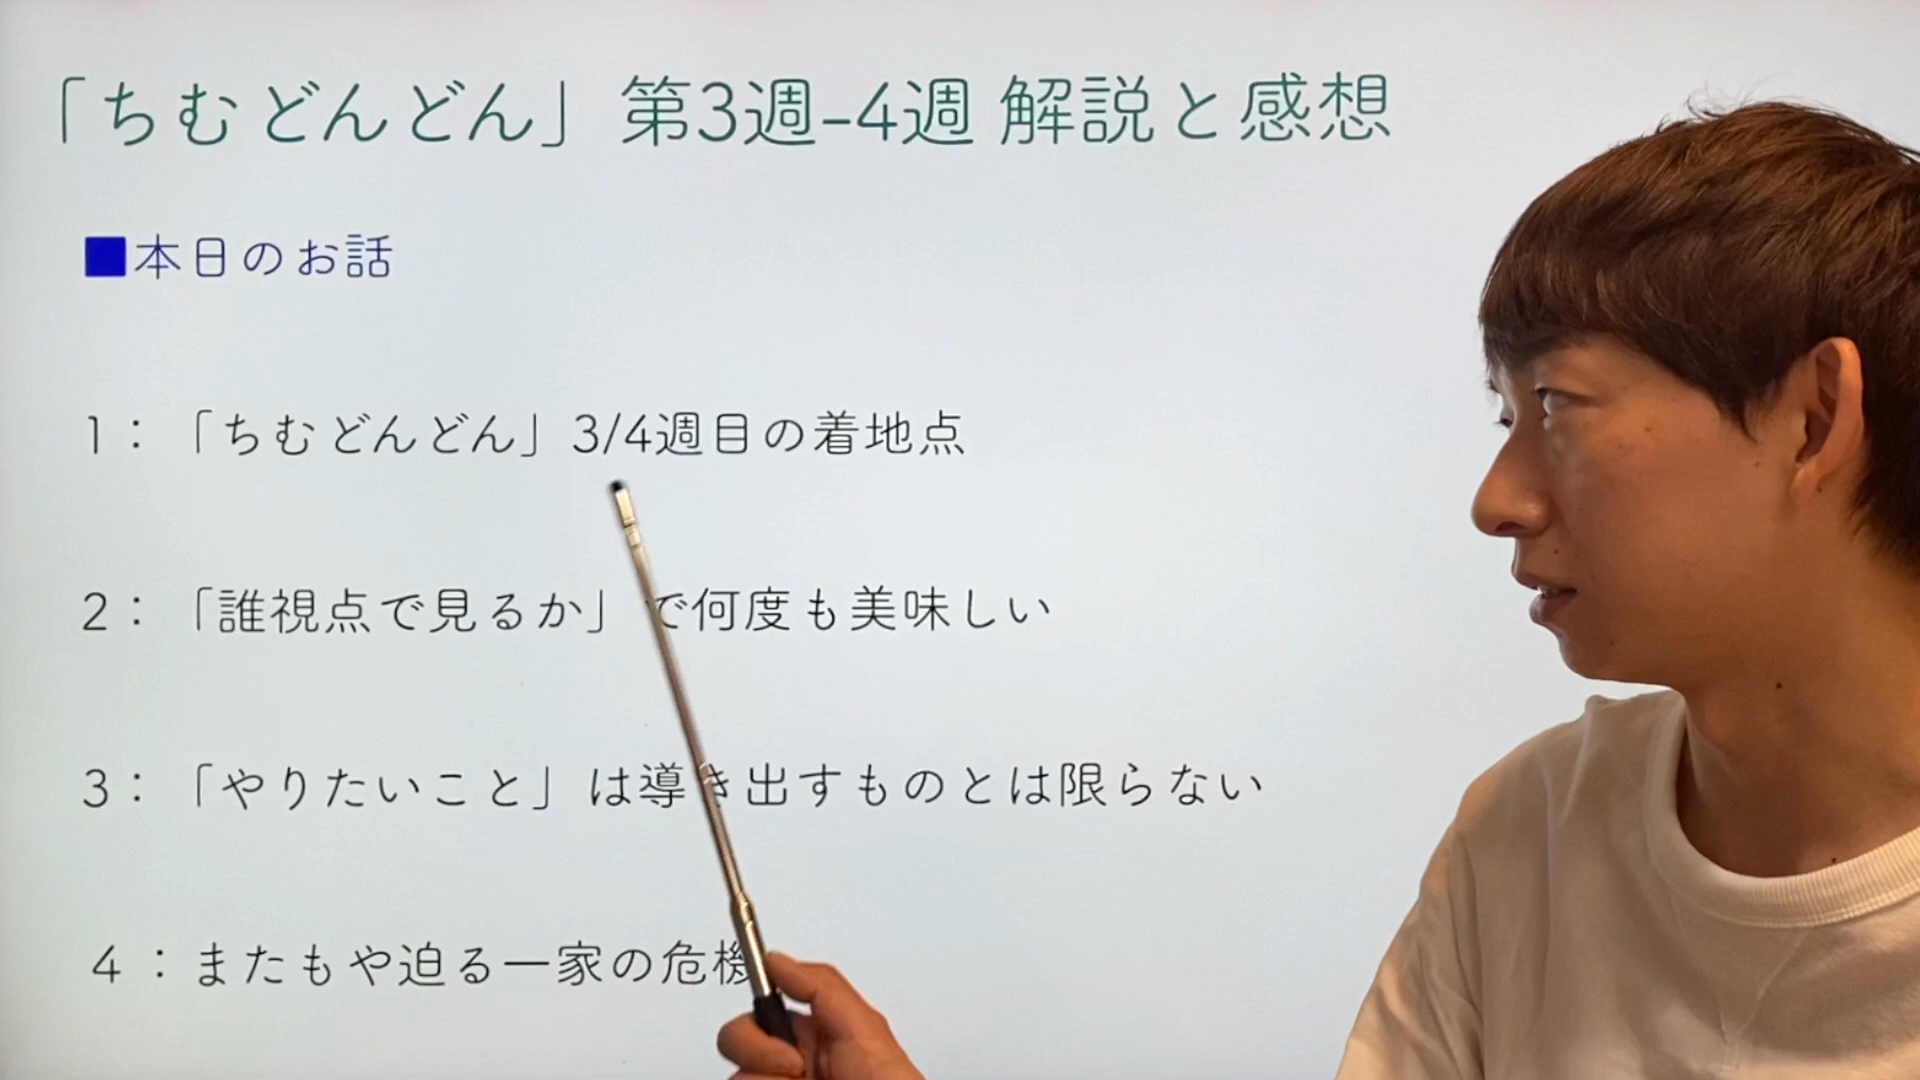 「ちむどんどん」第3週-4週 解説と感想
■本日のお話
1：「ちむどんどん」3/4週目の着地点
2：「誰視点で見るか」で何度も美味しい
3：「やりたいこと」は導き出すものとは限らない
4：またもや迫る一家の危機